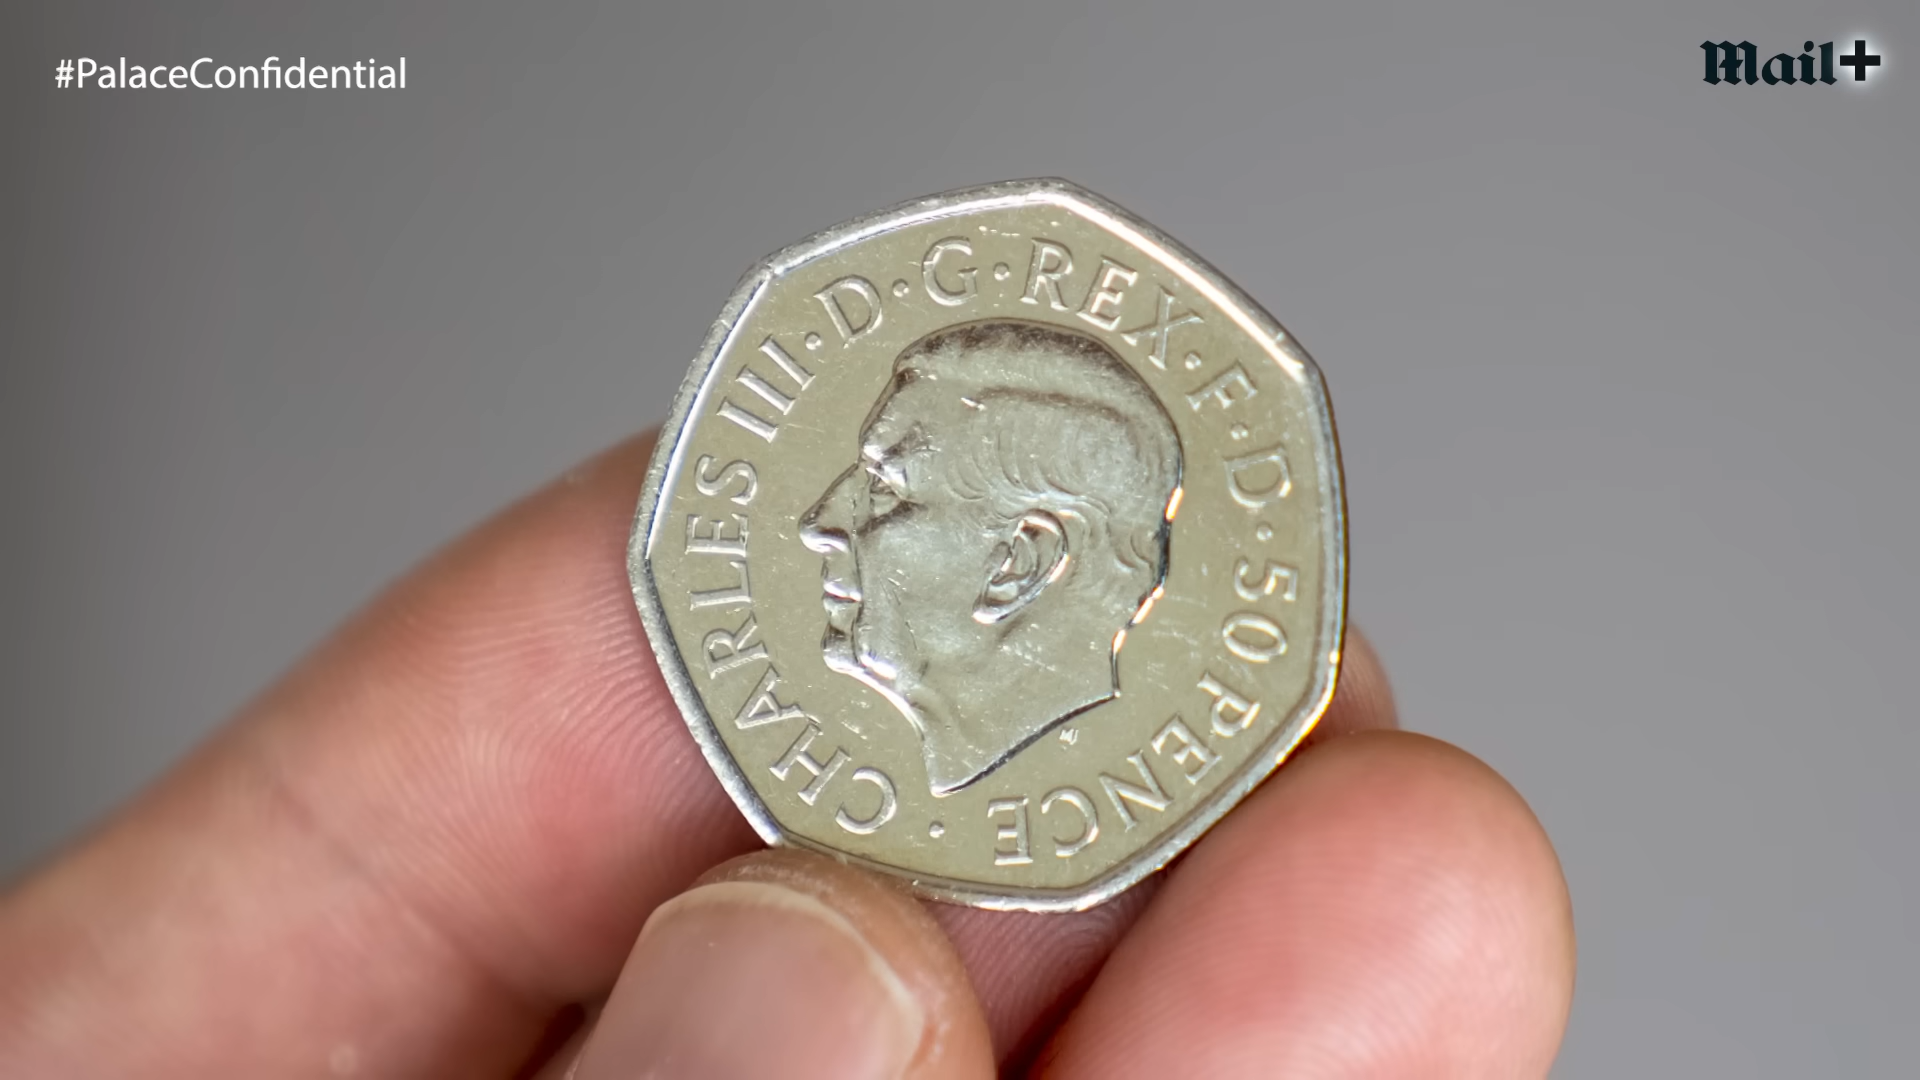 #PalaceConfidential
Mail+
· CHARLES III · D · G · REX · F · D · 50 PENCE